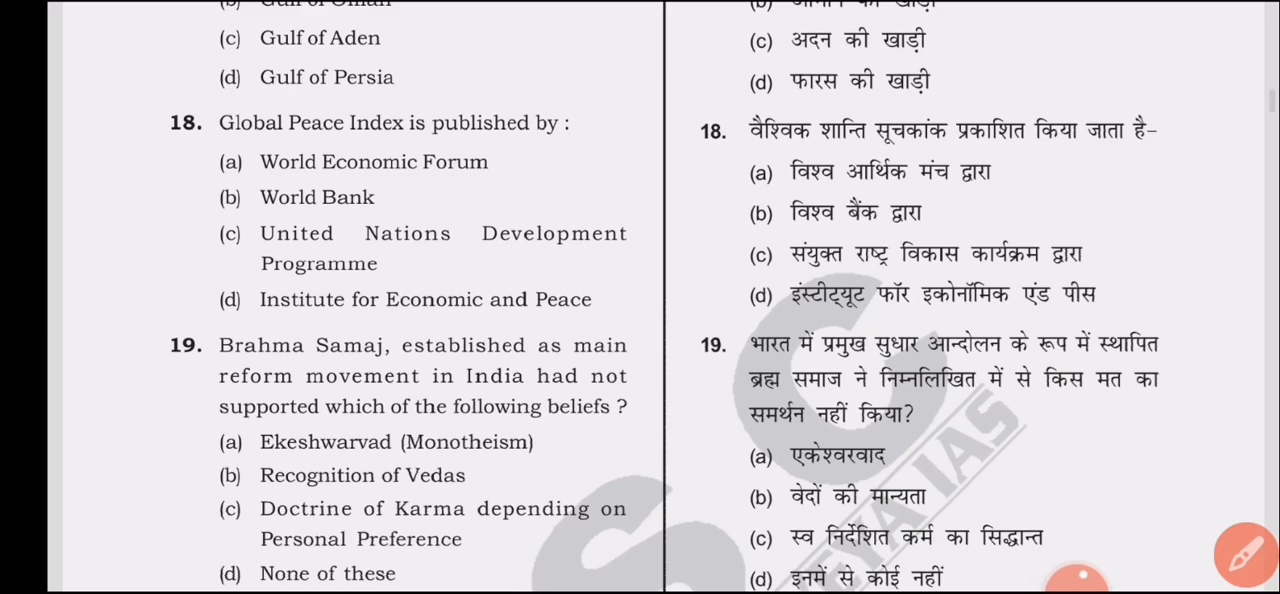 (c) Gulf of Aden
(d) Gulf of Persia
18. Global Peace Index is published by :
(a) World Economic Forum
(b) World Bank
(c) United Nations Development
Programme
(d) Institute for Economic and Peace
19. Brahma Samaj, established as main
reform movement in India had not
supported which of the following beliefs ?
(a) Ekeshwarvad (Monotheism)
(b) Recognition of Vedas
(c) Doctrine of Karma depending on
Personal Preference
(d) None of these
(c) अदन की खाड़ी
(d) फारस की खाड़ी
18. वैश्विक शान्ति सूचकांक प्रकाशित किया जाता है-
(a) विश्व आर्थिक मंच द्वारा
(b) विश्व बैंक द्वारा
(c) संयुक्त राष्ट्र विकास कार्यक्रम द्वारा
(d) इंस्टीट्यूट फॉर इकोनॉमिक एंड पीस
19. भारत में प्रमुख सुधार आन्दोलन के रूप में स्थापित
ब्रह्म समाज ने निम्नलिखित में से किस मत का
समर्थन नहीं किया?
(a) एकेश्वरवाद
(b) वेदों की मान्यता
(c) स्व निर्देशित कर्म का सिद्धान्त
(d) इनमें से कोई नहीं